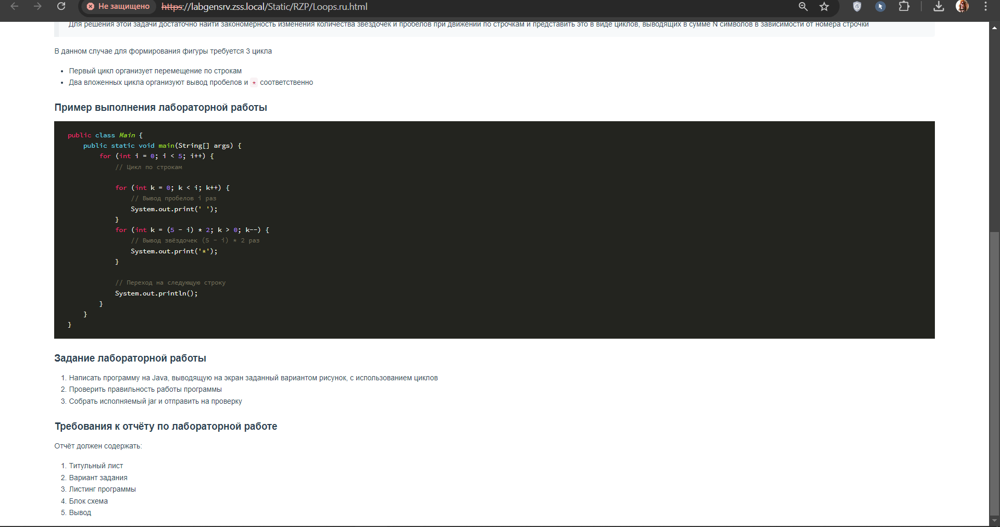 Не защищено https://labgensrv.zss.local/Static/RZP/Loops.ru.html
Для решения этой задачи достаточно найти закономерность изменения количества звёздочек и пробелов при движении по строчкам и представить это в виде циклов, выводящих в сумме N символов в зависимости от номера строчки
В данном случае для формирования фигуры требуется 3 цикла
• Первый цикл организует перемещение по строкам
• Два вложенных цикла организуют вывод пробелов и * соответственно
Пример выполнения лабораторной работы
public class Main {
    public static void main(String[] args) {
        for (int i = 0; i < 5; i++) {
            // Цикл по строкам
            for (int k = 0; k < i; k++) {
                // Вывод пробелов i раз
                System.out.print(' ');
            }
            for (int k = (5 - i) * 2; k > 0; k--) {
                // Вывод звёздочек (5 - i) * 2 раз
                System.out.print('*');
            }
            // Переход на следующую строку
            System.out.println();
        }
    }
}
Задание лабораторной работы
1. Написать программу на Java, выводящую на экран заданный вариантом рисунок, с использованием циклов
2. Проверить правильность работы программы
3. Собрать исполняемый jar и отправить на проверку
Требования к отчёту по лабораторной работе
Отчёт должен содержать:
1. Титульный лист
2. Вариант задания
3. Листинг программы
4. Блок схема
5. Вывод